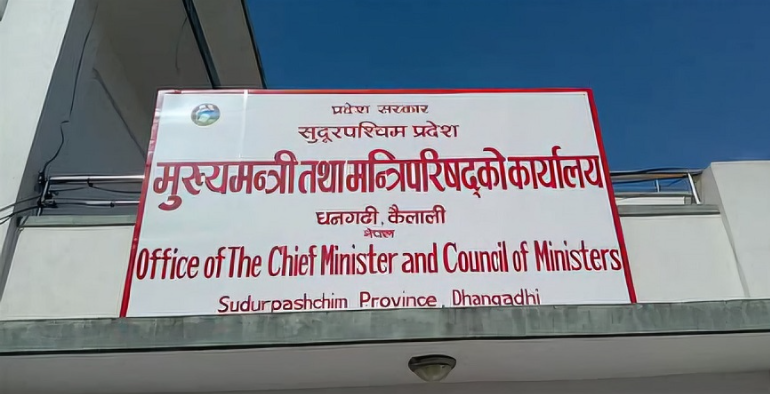 प्रदेश सरकार
सुदूरपश्चिम प्रदेश
मुख्यमन्त्री तथा मन्त्रिपरिषद्को कार्यालय
धनगढी, कैलाली
नेपाल
Office of The Chief Minister and Council of Ministers
Sudurpashchim Province, Dhangadhi